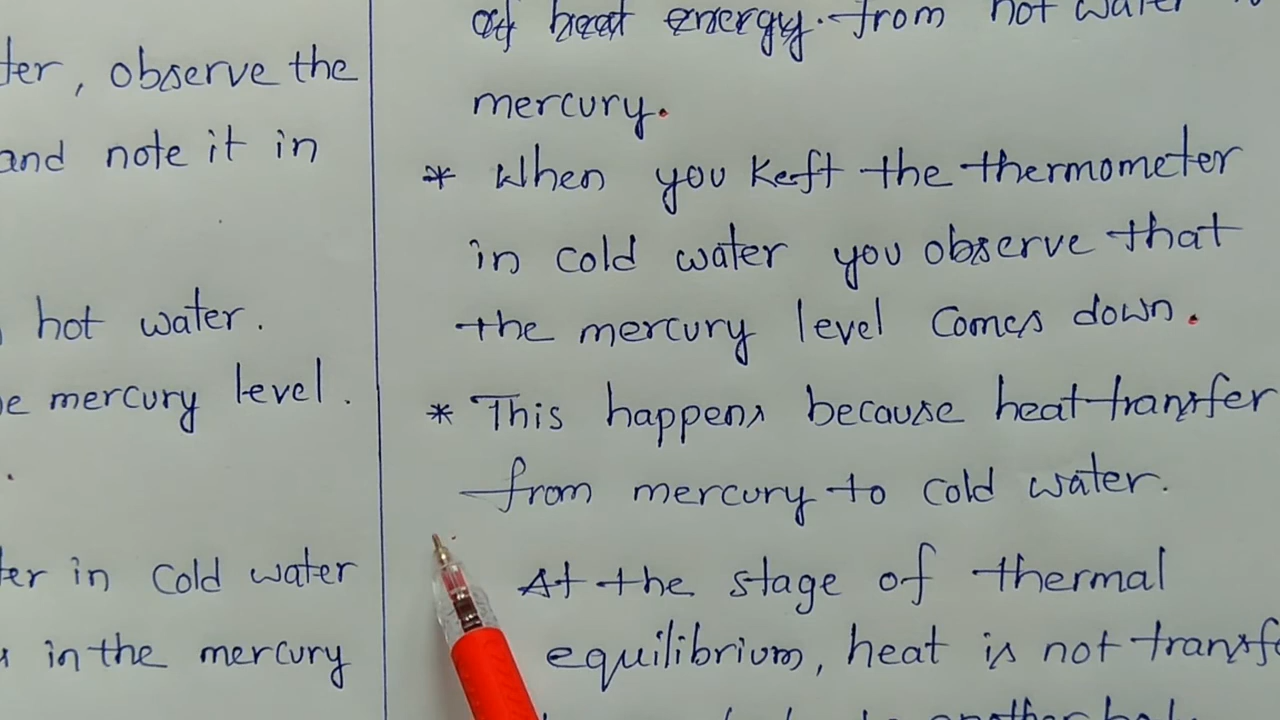 , observe the
and note it in
hot water.
mercury level.
in cold water
in the mercury
of heat energy. from hot water
mercury.
* When you Keft the thermometer
in cold water you observe that
the mercury level comes down.
* This happens because heat transfer
from mercury to cold water.
At the stage of thermal
equilibrium, heat is not